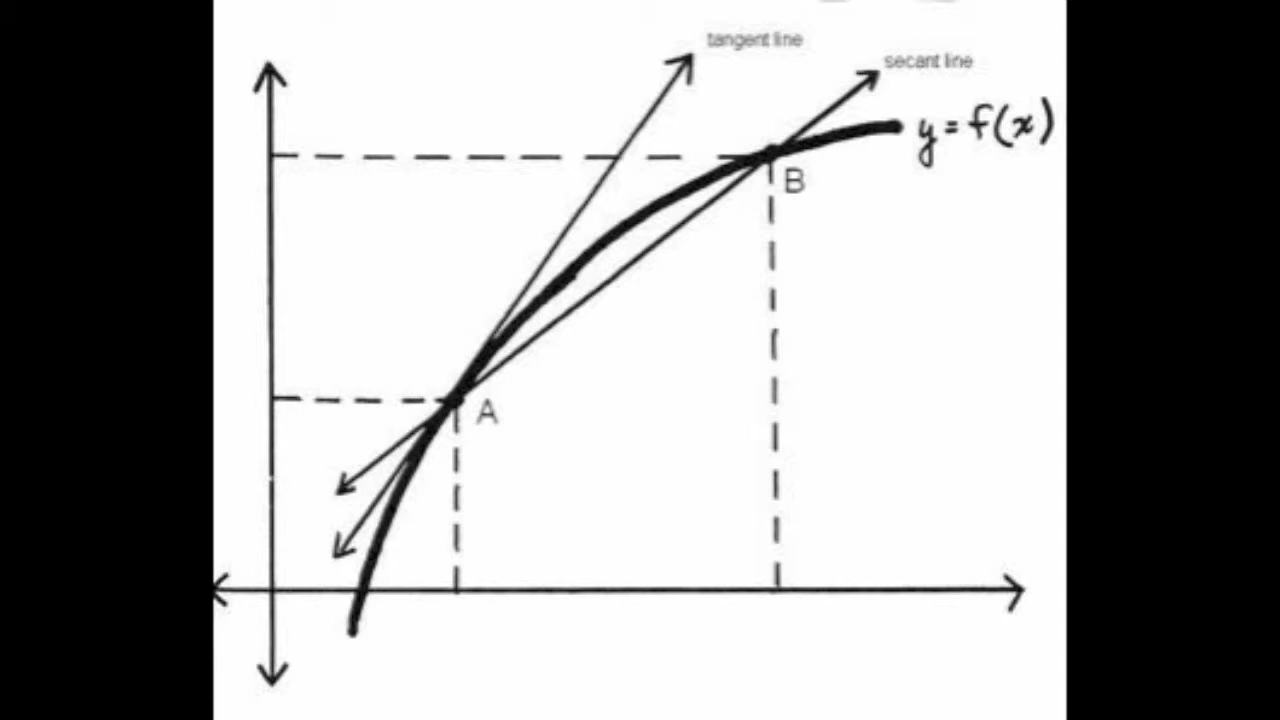 tangent line
secant line
y = f(x)
B
A